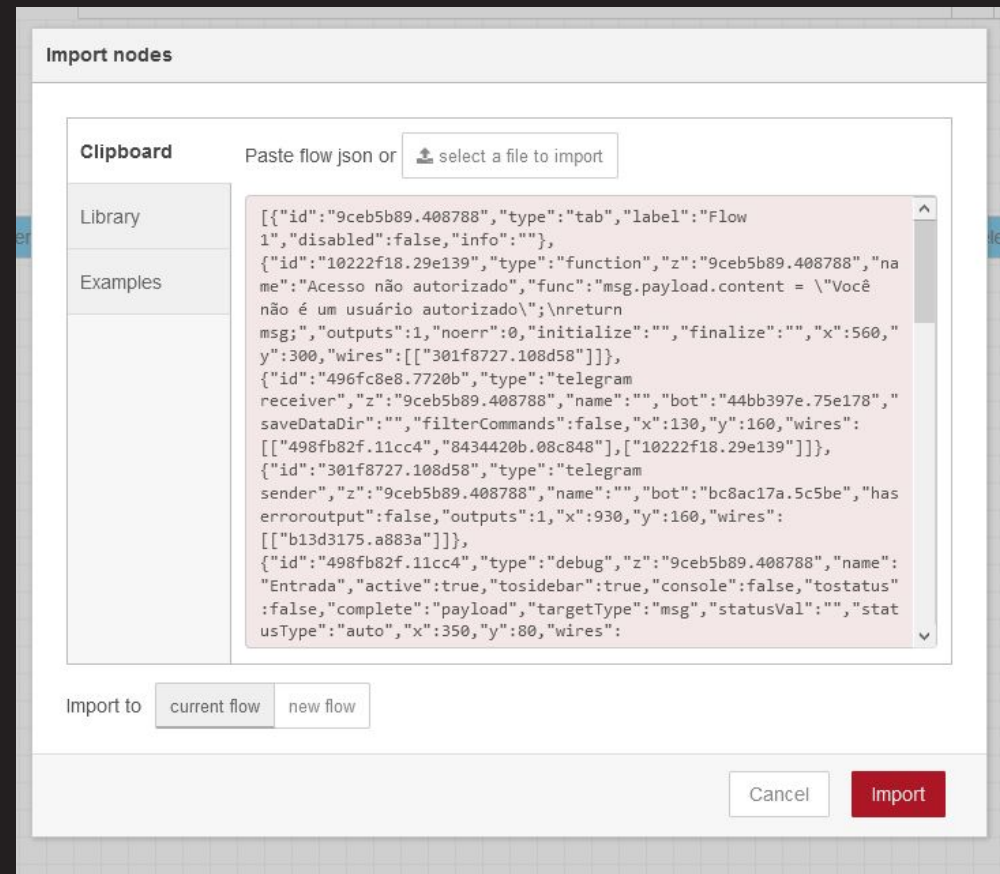 Import nodes
Clipboard
Paste flow json or
select a file to import
Library
Examples
[{"id":"9ceb5b89.408788","type":"tab","label":"Flow
1","disabled":false,"info":""},
{"id":"10222f18.29e139","type":"function","z":"9ceb5b89.408788","na
me":"Acesso não autorizado","func":"msg.payload.content = \"Você
não é um usuário autorizado\";\nreturn
msg;","outputs":1,"noerr":0,"initialize":"","finalize":"","x":560,"
y":300,"wires":[["301f8727.108d58"]]},
{"id":"496fc8e8.7720b","type":"telegram
receiver","z":"9ceb5b89.408788","name":"","bot":"44bb397e.75e178","
saveDataDir":"","filterCommands":false,"x":130,"y":160,"wires":
[["498fb82f.11cc4","8434420b.08c848"],["10222f18.29e139"]]},
{"id":"301f8727.108d58","type":"telegram
sender","z":"9ceb5b89.408788","name":"","bot":"bc8ac17a.5c5be","has
erroroutput":false,"outputs":1,"x":930,"y":160,"wires":
[["b13d3175.a883a"]]},
{"id":"498fb82f.11cc4","type":"debug","z":"9ceb5b89.408788","name":
"Entrada","active":true,"tosidebar":true,"console":false,"tostatus"
:false,"complete":"payload","targetType":"msg","statusVal":"","stat
usType":"auto","x":350,"y":80,"wires":
Import to
current flow
new flow
Cancel
Import